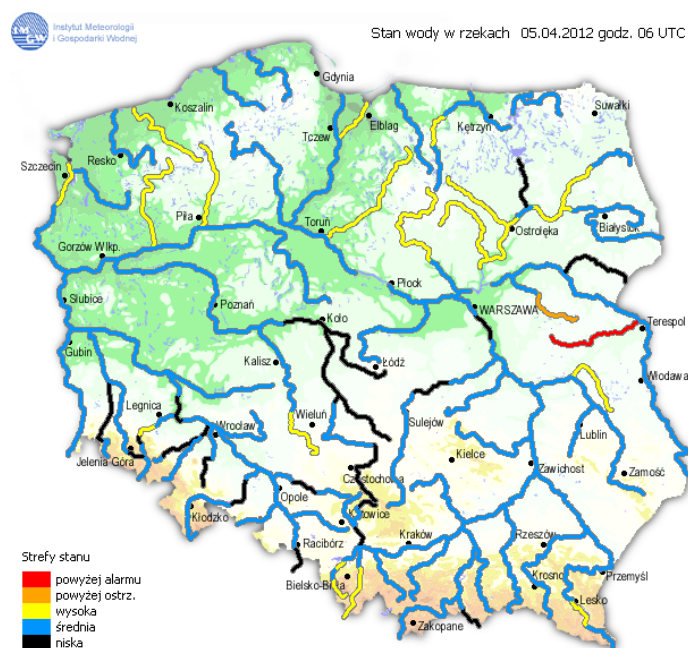 Instytut Meteorologii
i Gospodarki Wodnej
Stan wody w rzekach 05.04.2012 godz. 06 UTC
Gdynia
Koszalin
Suwałki
Elbląg
Kętrzyn
Tczew
Resko
Szczecin
Piła
Białystok
Toruń
Ostrołęka
Gorzów Wlkp.
Płock
Słubice
Poznań
WARSZAWA
Koło
Terespol
Gubin
Kalisz
Łódź
Włodawa
Legnica
Wieluń
Sulejów
Wrocław
Lublin
Jelenia Góra
Kielce
Zawichost
Częstochowa
Zamość
Opole
Kłodzko
Katowice
Racibórz
Kraków
Rzeszów
Strefy stanu
powyżej alarmu
powyżej ostrz.
wysoka
średnia
niska
Bielsko-Biała
Krosno
Przemyśl
Lesko
Zakopane